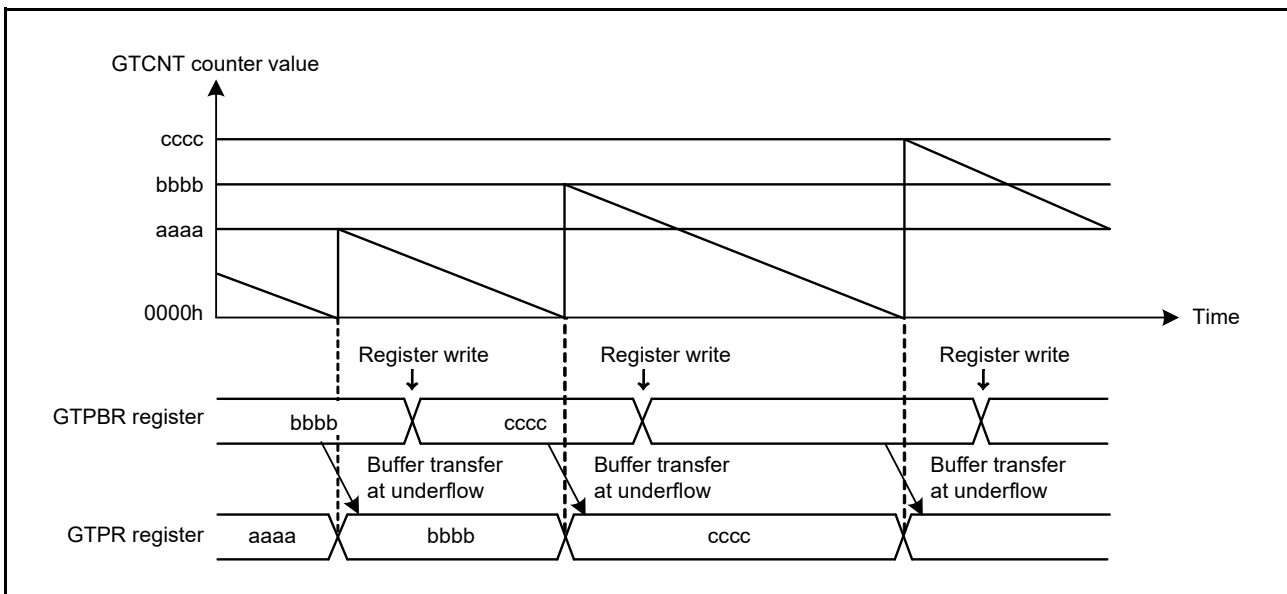 GTCNT counter value
cccc
bbbb
aaaa
0000h
Time
Register write
Register write
Register write
GTPBR register
bbbb
cccc
Buffer transfer
at underflow
Buffer transfer
at underflow
Buffer transfer
at underflow
GTPR register
aaaa
bbbb
cccc